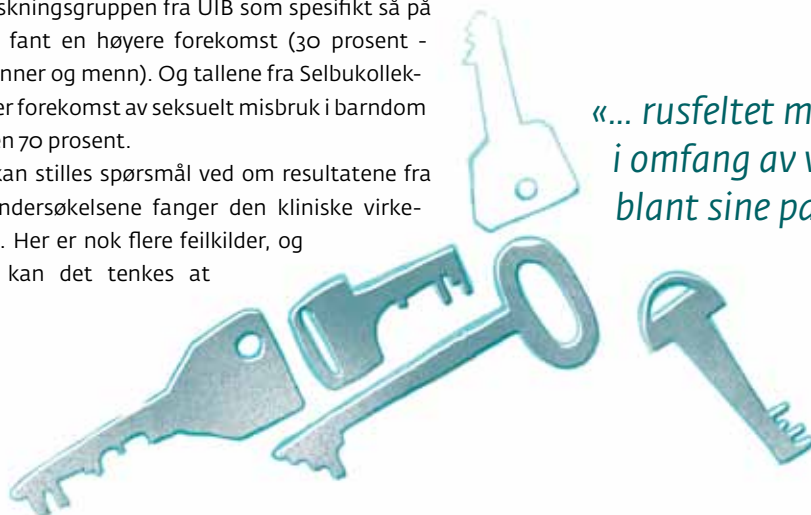 skningsgruppen fra UIB som spesifikt så på
fant en høyere forekomst (30 prosent -
nner og menn). Og tallene fra Selbukollek-
er forekomst av seksuelt misbruk i barndom
en 70 prosent.
kan stilles spørsmål ved om resultatene fra
ndersøkelsene fanger den kliniske virke-
. Her er nok flere feilkilder, og
kan det tenkes at
«... rusfeltet m
i omfang av v
blant sine pa